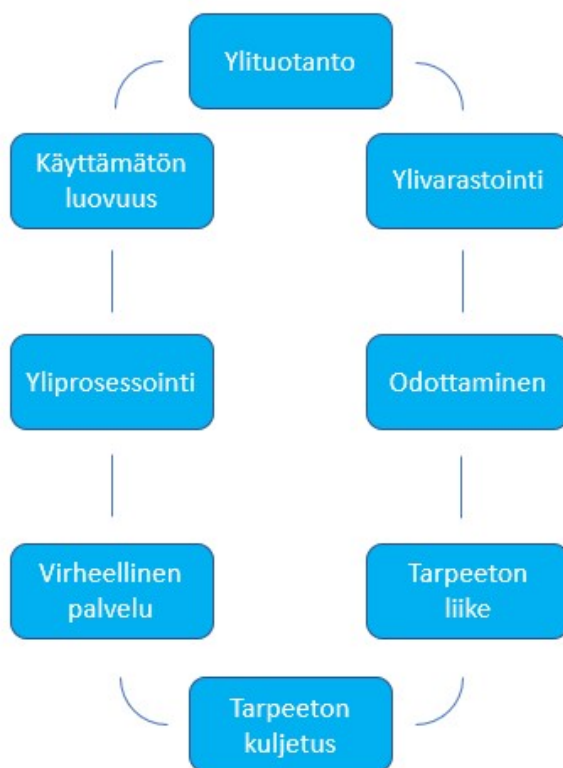 Ylituotanto
Käyttämätön
luovuus
Ylivarastointi
Yliprosessointi
Odottaminen
Virheellinen
palvelu
Tarpeeton
liike
Tarpeeton
kuljetus